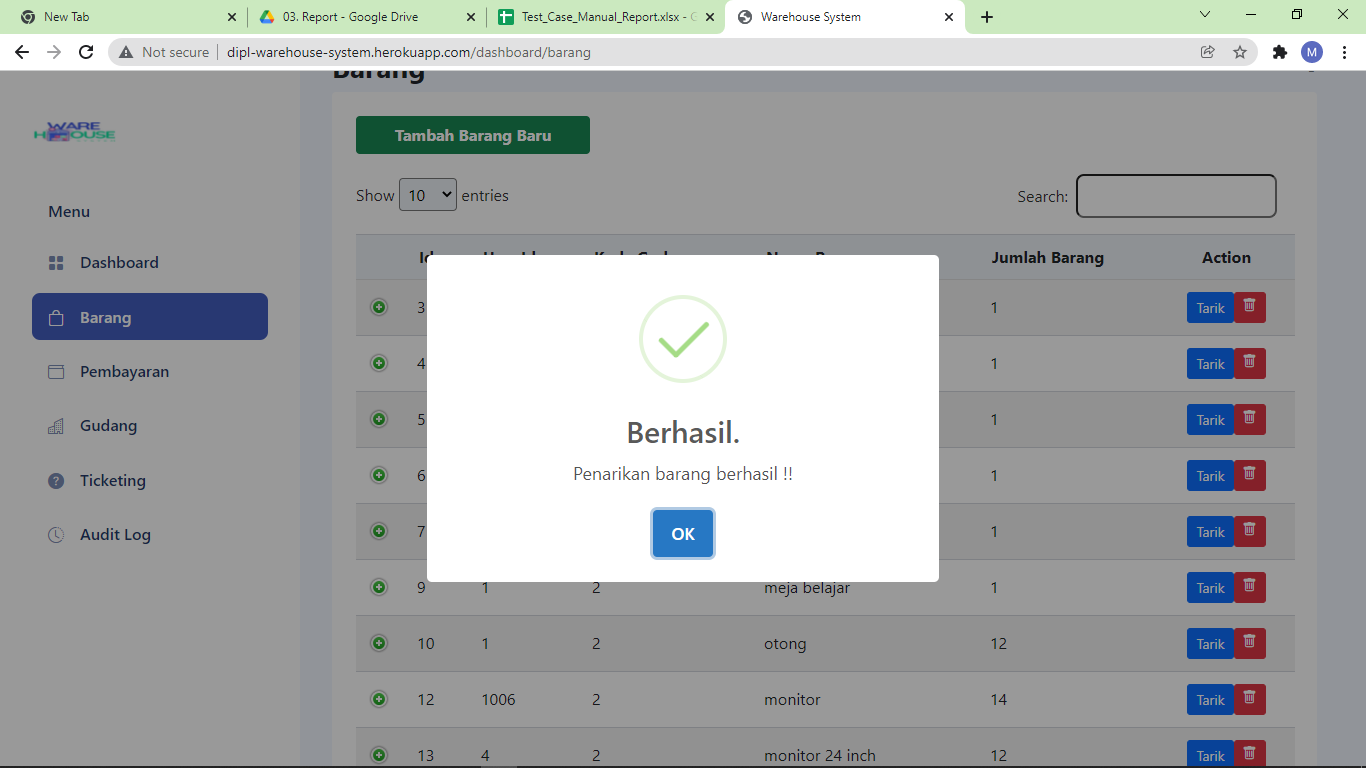 New Tab
03. Report - Google Drive
Test_Case_Manual_Report.xlsx - G
Warehouse System
Not secure
dipl-warehouse-system.herokuapp.com/dashboard/barang
M
Barang
WARE
HOUSE
Tambah Barang Baru
Show 10 entries
Search:
Menu
Dashboard
Barang
Pembayaran
Gudang
Ticketing
Audit Log
Jumlah Barang Action
3 1 Tarik
4 1 Tarik
5 1 Tarik
6 1 Tarik
7 1 Tarik
9 1 2 meja belajar 1 Tarik
10 1 2 otong 12 Tarik
12 1006 2 monitor 14 Tarik
13 4 2 monitor 24 inch 12 Tarik
Berhasil.
Penarikan barang berhasil !!
OK